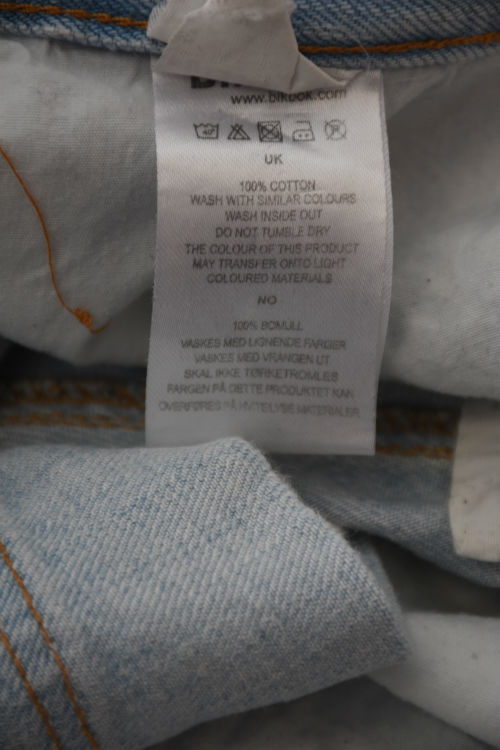 www.bikbok.com
UK
100% COTTON
WASH WITH SIMILAR COLOURS
WASH INSIDE OUT
DO NOT TUMBLE DRY
THE COLOUR OF THIS PRODUCT
MAY TRANSFER ONTO LIGHT
COLOURED MATERIALS
NO
100% BOMULL
VASKES MED LIGNENDE FARGER
VASKES MED VRANGEN UT
SKAL IKKE TØRKETROMLES
FARGEN PÅ DETTE PRODUKTET KAN
OVERFØRES PÅ HVITE/LYSE MATERIALER